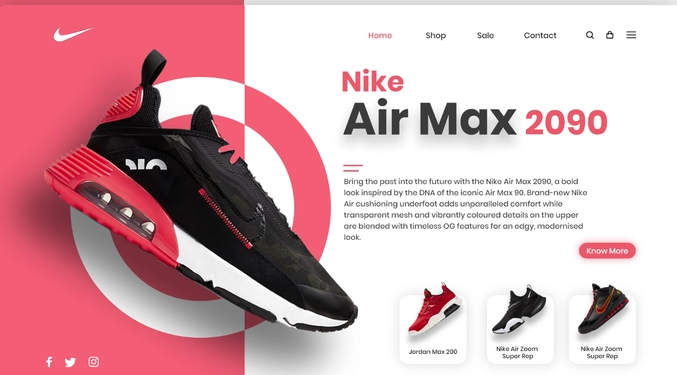 Home Shop Sale Contact
Nike
Air Max 2090
Bring the past into the future with the Nike Air Max 2090, a bold
look inspired by the DNA of the iconic Air Max 90. Brand-new Nike
Air cushioning underfoot adds unparalleled comfort while
transparent mesh and vibrantly coloured details on the upper
are blended with timeless OG features for an edgy, modernised
look.
Know More
Jordan Max 200
Nike Air Zoom
Super Rep
Nike Air Zoom
Super Rep